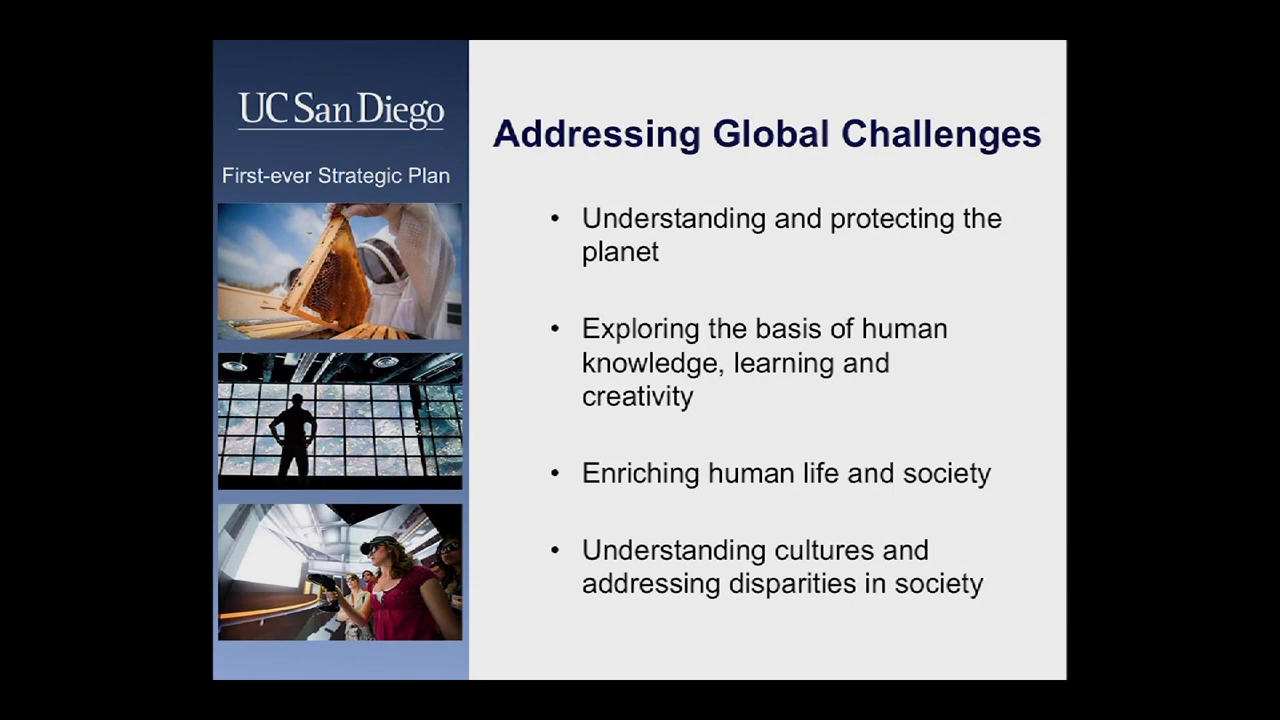 UC San Diego
First-ever Strategic Plan
Addressing Global Challenges
• Understanding and protecting the
planet
• Exploring the basis of human
knowledge, learning and
creativity
• Enriching human life and society
• Understanding cultures and
addressing disparities in society